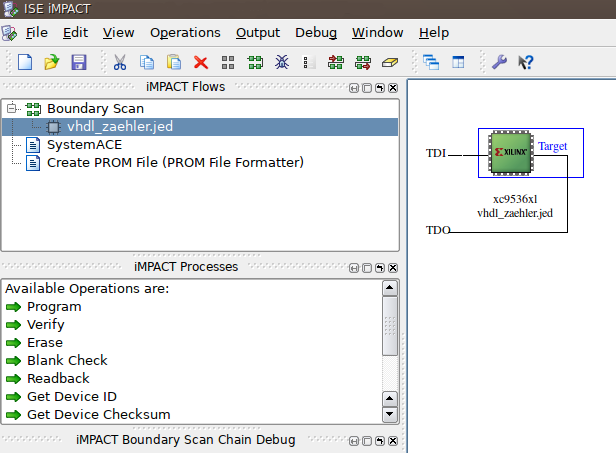 ISE iMPACT
File Edit View Operations Output Debug Window Help
iMPACT Flows
Boundary Scan
vhdl_zaehler.jed
SystemACE
Create PROM File (PROM File Formatter)
iMPACT Processes
Available Operations are:
Program
Verify
Erase
Blank Check
Readback
Get Device ID
Get Device Checksum
iMPACT Boundary Scan Chain Debug
TDI
XILINX
Target
xc9536xl
vhdl_zaehler.jed
TDO